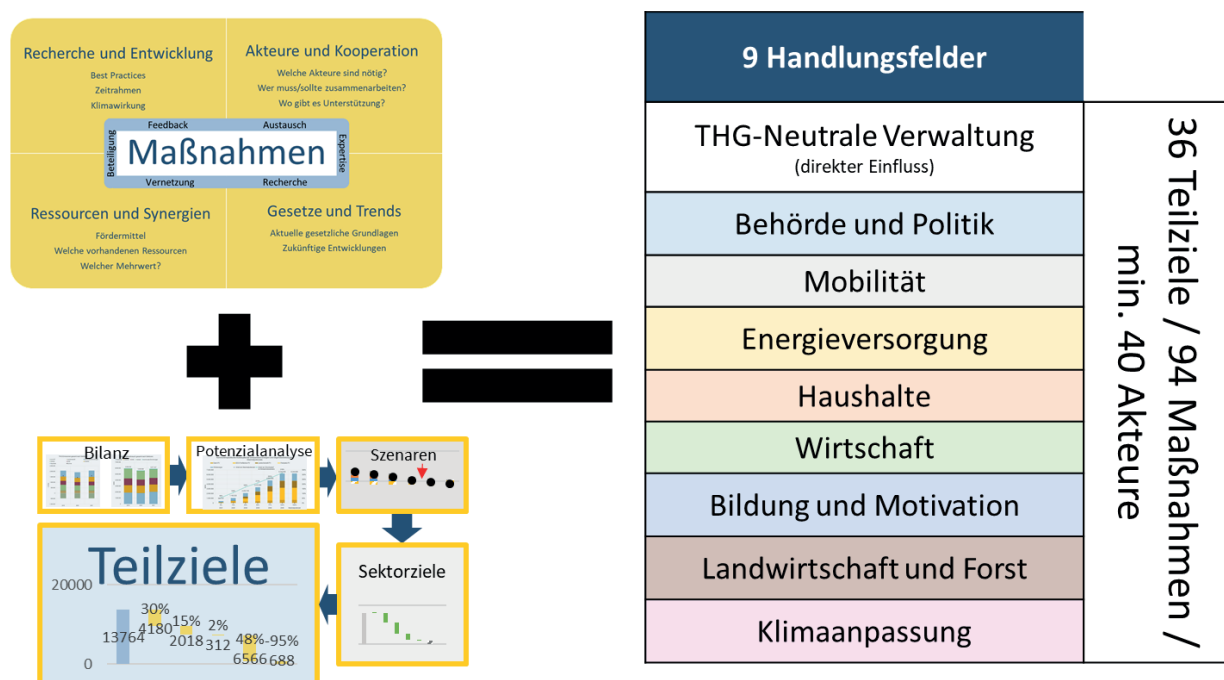 Recherche und Entwicklung
Best Practices
Zeitrahmen
Klimawirkung
Akteure und Kooperation
Welche Akteure sind nötig?
Wer muss/sollte zusammenarbeiten?
Wo gibt es Unterstützung?
Feedback
Austausch
Beteiligung
Maßnahmen
Expertise
Vernetzung
Recherche
Ressourcen und Synergien
Fördermittel
Welche vorhandenen Ressourcen
Welcher Mehrwert?
Gesetze und Trends
Aktuelle gesetzliche Grundlagen
Zukünftige Entwicklungen
Bilanz
Potenzialanalyse
Szenaren
Sektorziele
Teilziele
20000
0
13764
30%
4180
15%
2018
2%
312
48%
6566
-95%
688
9 Handlungsfelder
THG-Neutrale Verwaltung
(direkter Einfluss)
Behörde und Politik
Mobilität
Energieversorgung
Haushalte
Wirtschaft
Bildung und Motivation
Landwirtschaft und Forst
Klimaanpassung
36 Teilziele / 94 Maßnahmen /
min. 40 Akteure